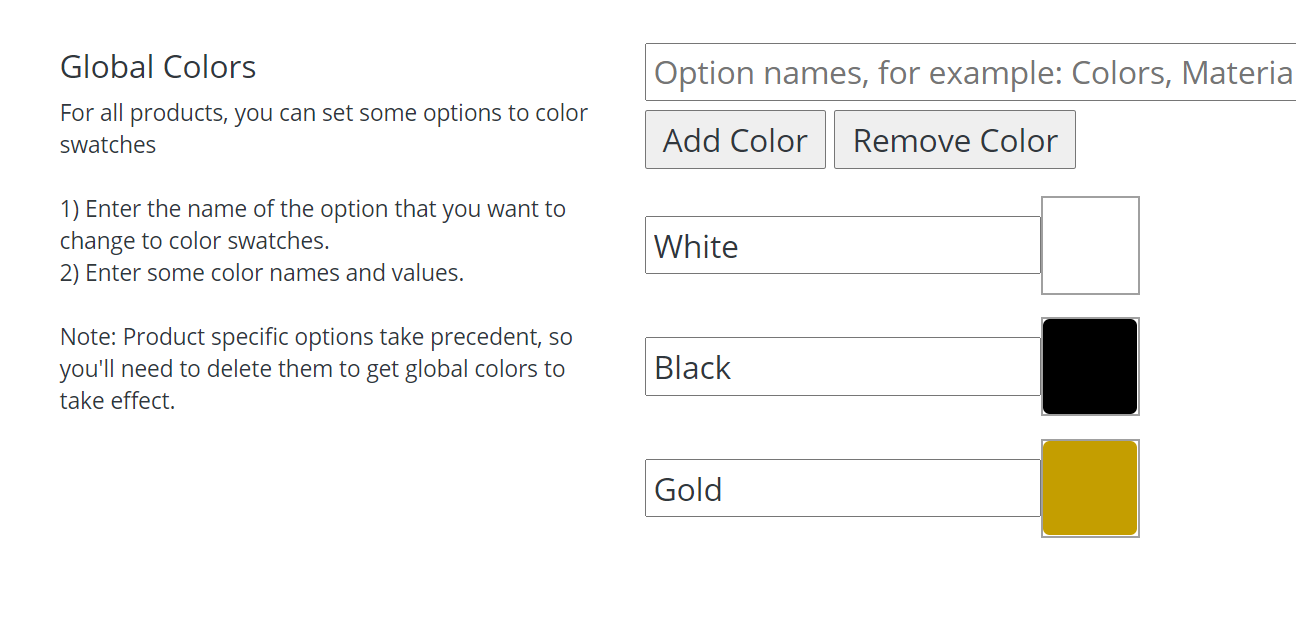 Global Colors
For all products, you can set some options to color
swatches
1) Enter the name of the option that you want to
change to color swatches.
2) Enter some color names and values.
Note: Product specific options take precedent, so
you'll need to delete them to get global colors to
take effect.
Option names, for example: Colors, Materia
Add Color
Remove Color
White
Black
Gold